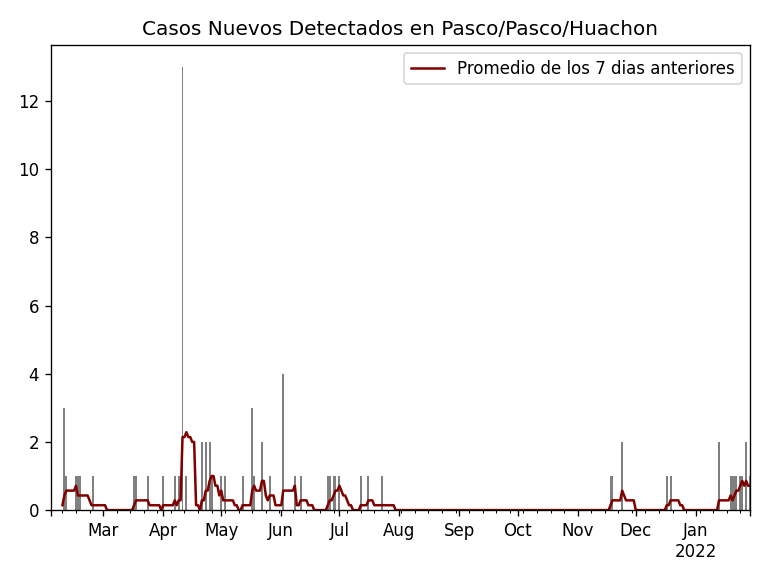 Casos Nuevos Detectados en Pasco/Pasco/Huachon
Promedio de los 7 dias anteriores
12
10
8
6
4
2
0
Mar Apr May Jun Jul Aug Sep Oct Nov Dec Jan
2022